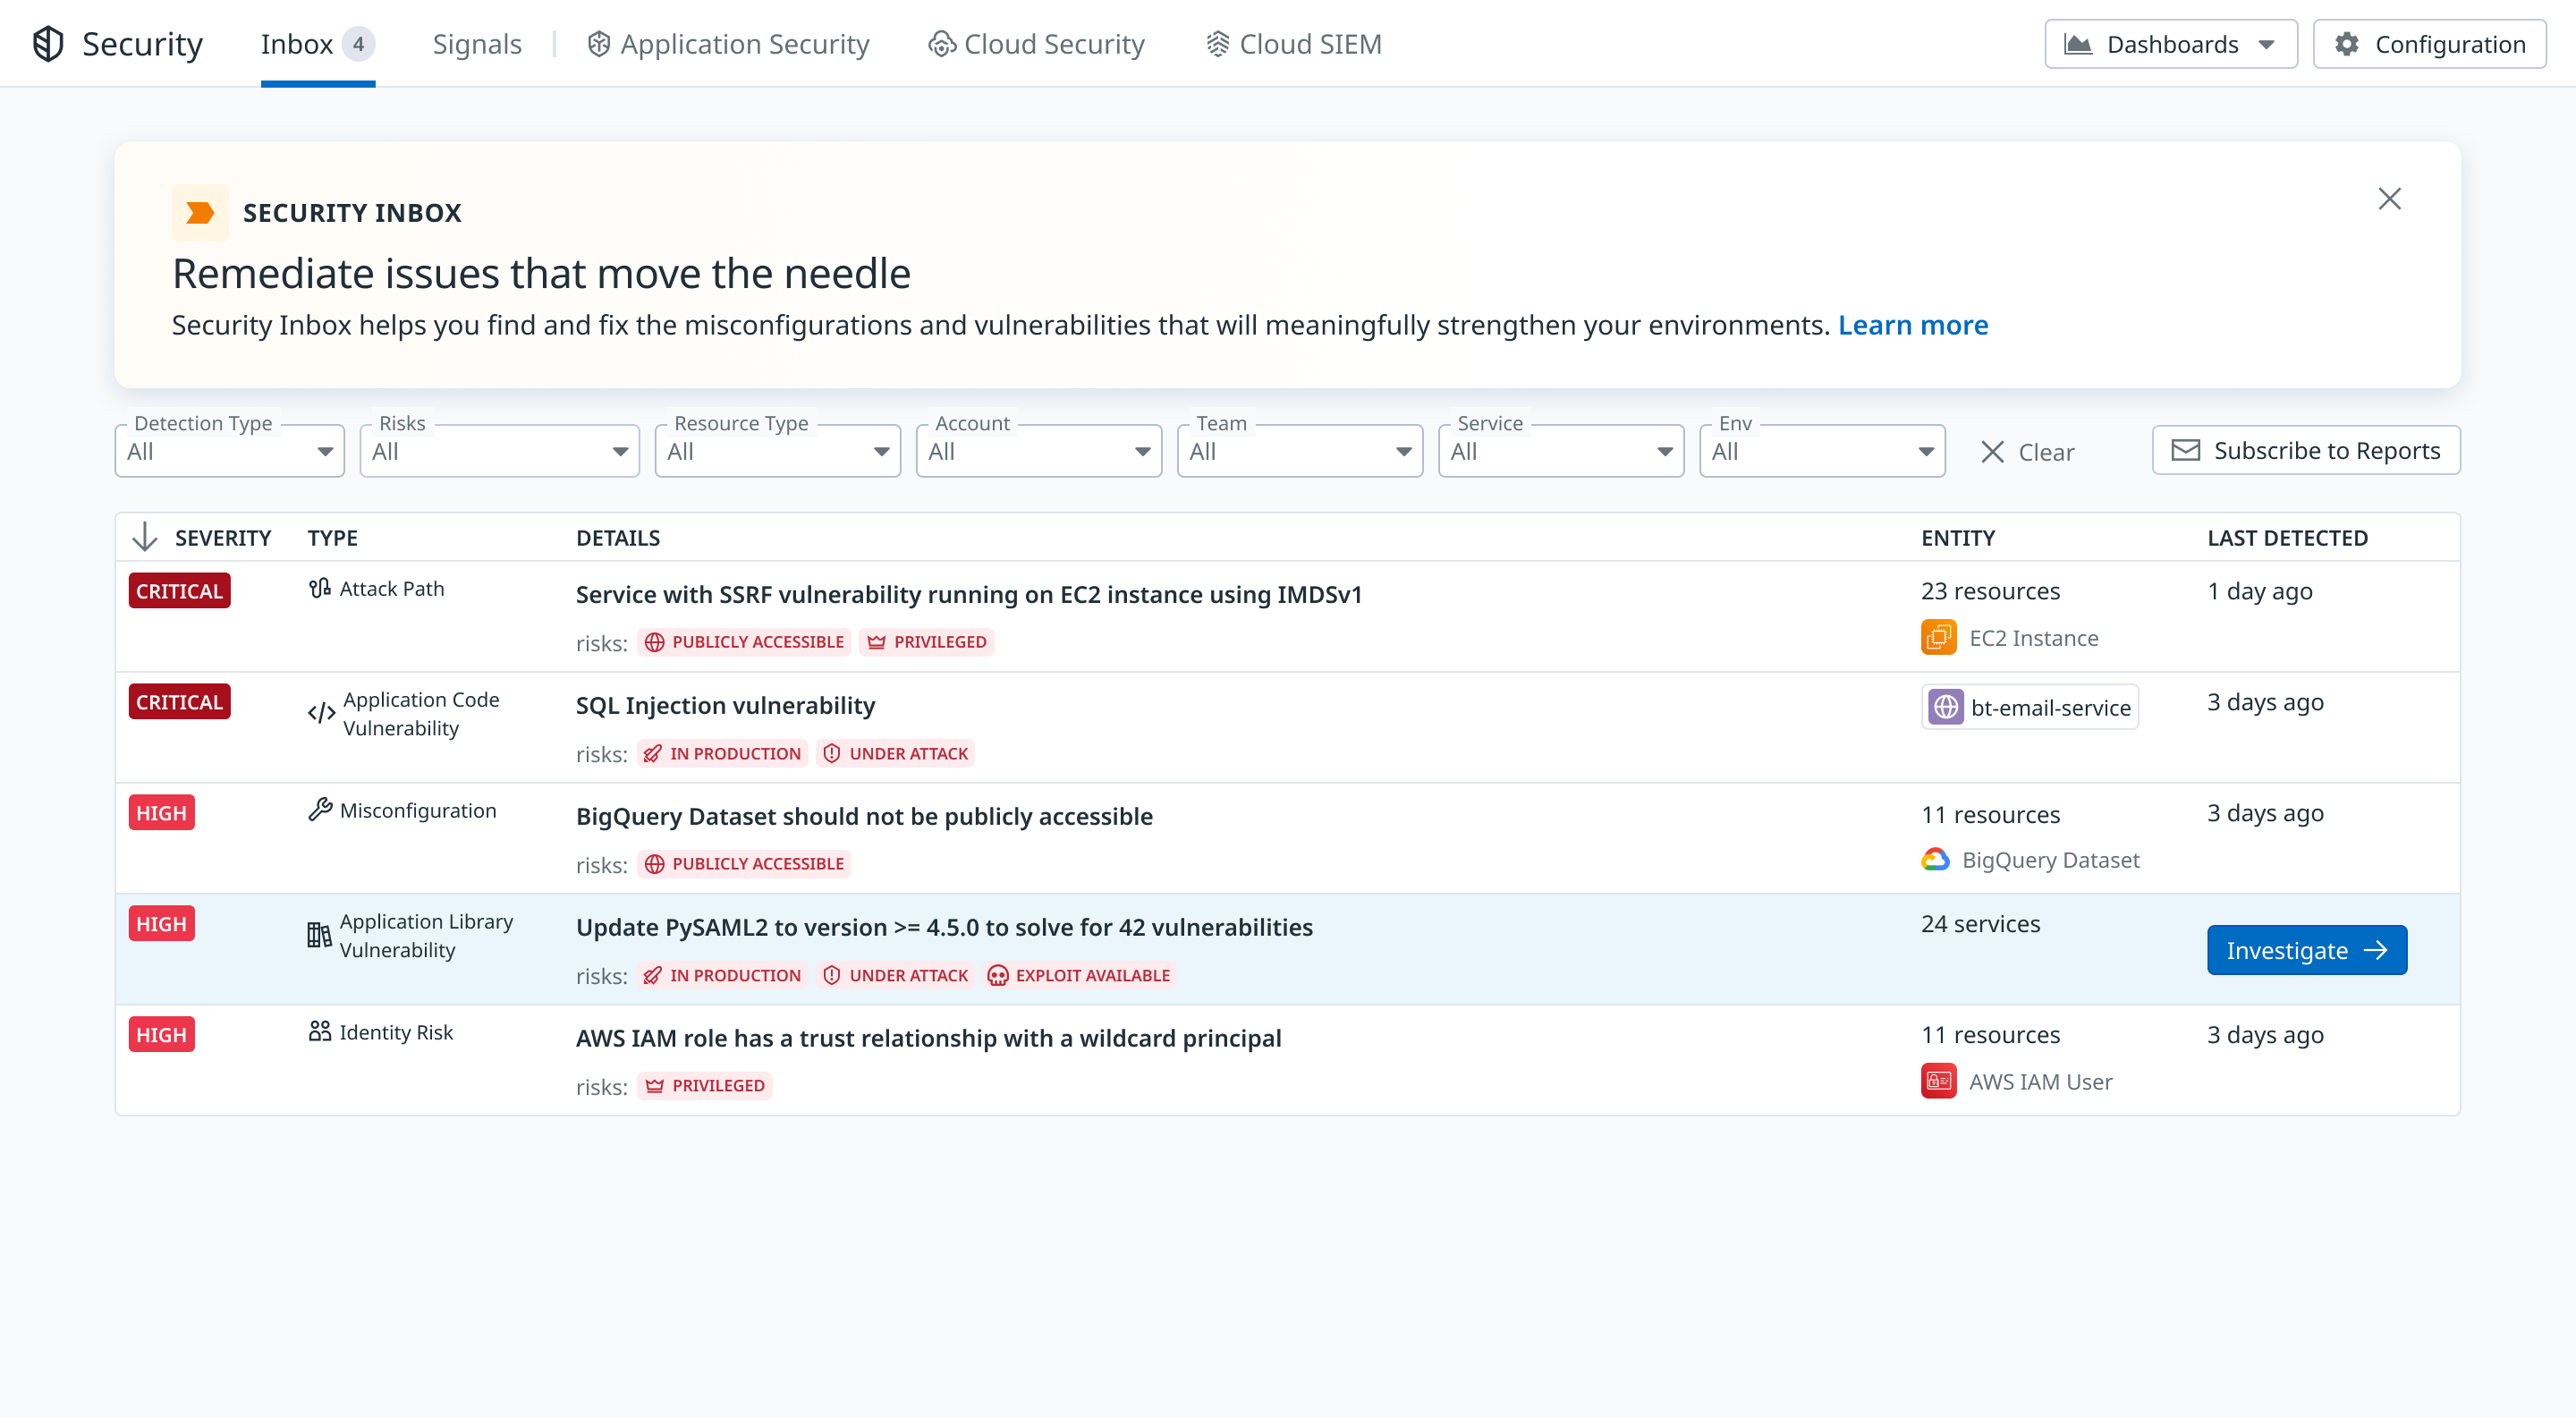 Security Inbox 4 Signals Application Security Cloud Security Cloud SIEM Dashboards Configuration
SECURITY INBOX
Remediate issues that move the needle
Security Inbox helps you find and fix the misconfigurations and vulnerabilities that will meaningfully strengthen your environments. Learn more
Detection Type Risks Resource Type Account Team Service Env
All All All All All All All Clear Subscribe to Reports
SEVERITY TYPE DETAILS ENTITY LAST DETECTED
CRITICAL Attack Path Service with SSRF vulnerability running on EC2 instance using IMDSv1 23 resources 1 day ago
risks: PUBLICLY ACCESSIBLE PRIVILEGED EC2 Instance
CRITICAL Application Code SQL Injection vulnerability bt-email-service 3 days ago
Vulnerability
risks: IN PRODUCTION UNDER ATTACK
HIGH Misconfiguration BigQuery Dataset should not be publicly accessible 11 resources 3 days ago
risks: PUBLICLY ACCESSIBLE BigQuery Dataset
HIGH Application Library Update PySAML2 to version >= 4.5.0 to solve for 42 vulnerabilities 24 services
Vulnerability Investigate
risks: IN PRODUCTION UNDER ATTACK EXPLOIT AVAILABLE
HIGH Identity Risk AWS IAM role has a trust relationship with a wildcard principal 11 resources 3 days ago
risks: PRIVILEGED AWS IAM User